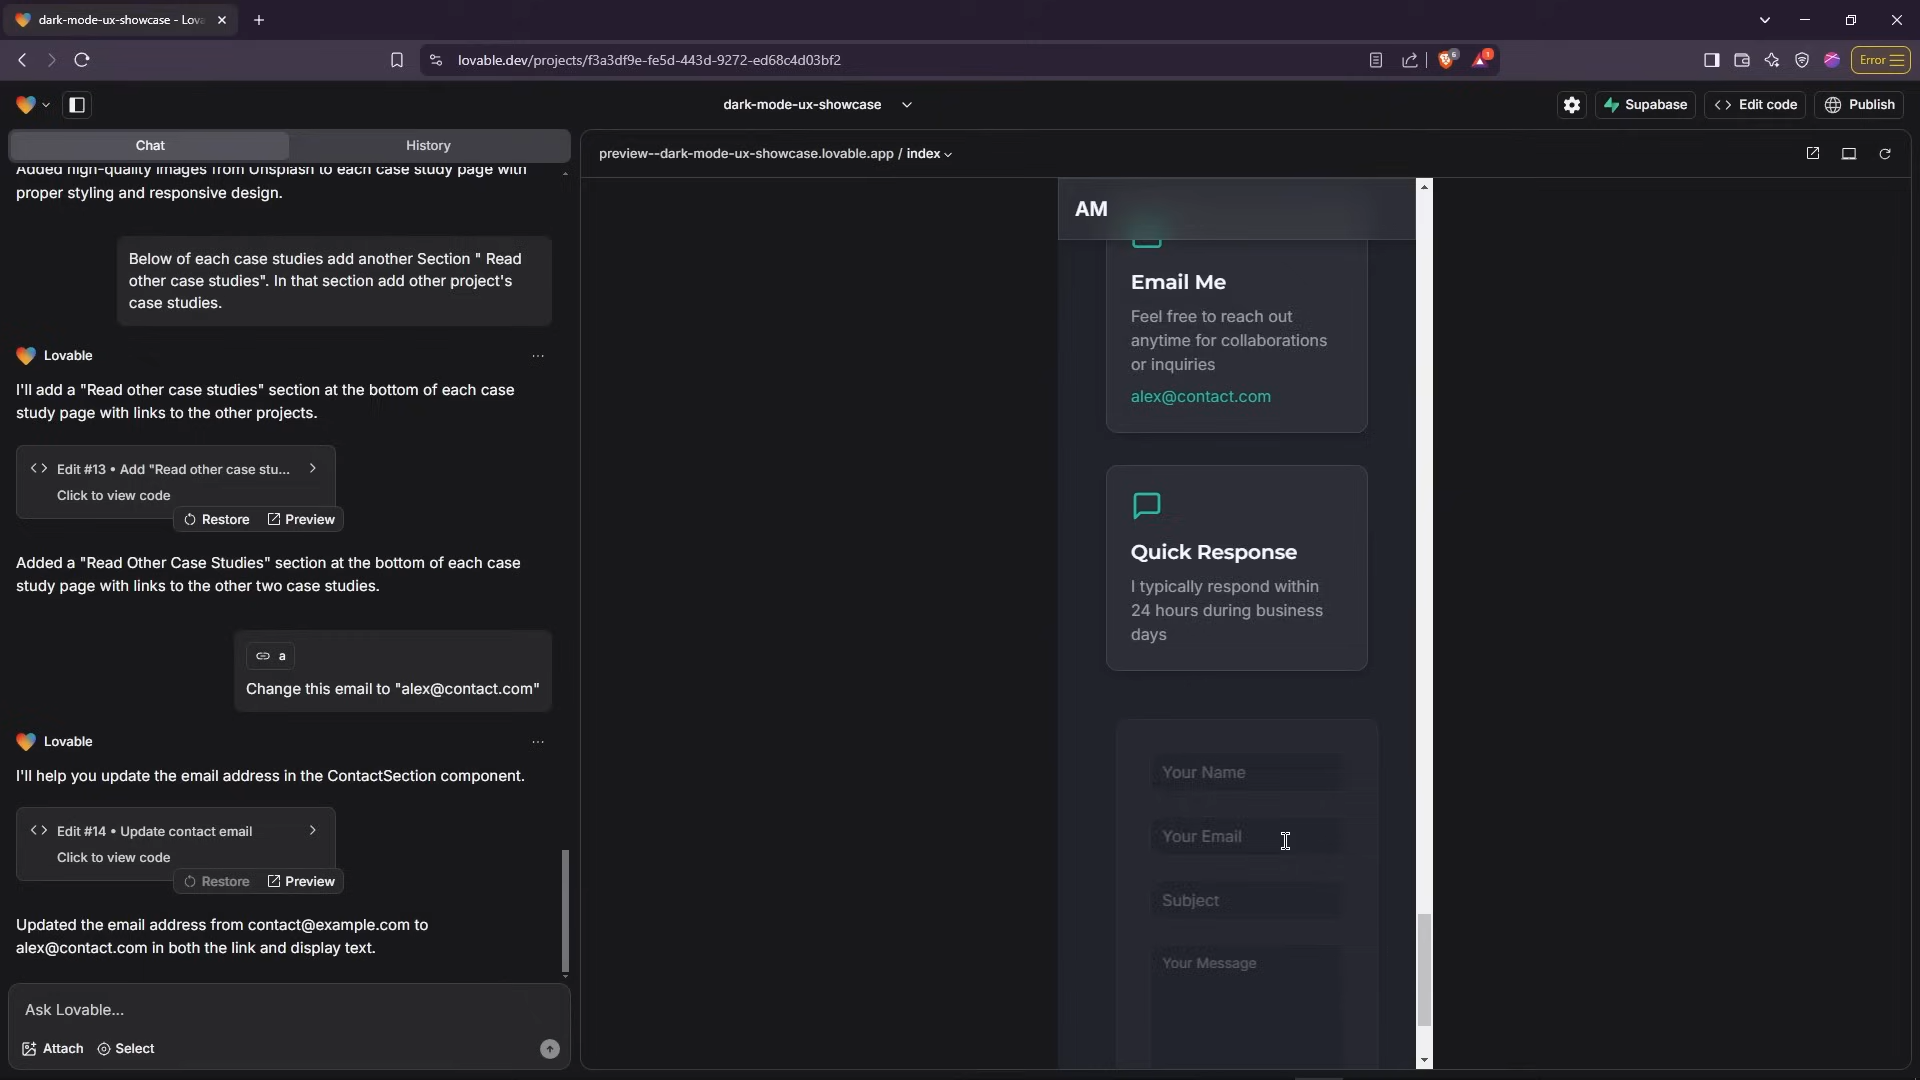 dark-mode-ux-showcase - Lova
lovable.dev/projects/f3a3df9e-fe5d-443d-9272-ed68c4d03bf2
6
1
Error
dark-mode-ux-showcase
Supabase
Edit code
Publish
Chat
History
Added high-quality images from Unsplash to each case study page with
proper styling and responsive design.
Below of each case studies add another Section " Read
other case studies". In that section add other project's
case studies.
Lovable
I'll add a "Read other case studies" section at the bottom of each case
study page with links to the other projects.
Edit #13 • Add "Read other case stu...
Click to view code
Restore
Preview
Added a "Read Other Case Studies" section at the bottom of each case
study page with links to the other two case studies.
a
Change this email to "alex@contact.com"
Lovable
I'll help you update the email address in the ContactSection component.
Edit #14 • Update contact email
Click to view code
Restore
Preview
Updated the email address from contact@example.com to
alex@contact.com in both the link and display text.
Ask Lovable...
Attach
Select
preview--dark-mode-ux-showcase.lovable.app / index
AM
Email Me
Feel free to reach out
anytime for collaborations
or inquiries
alex@contact.com
Quick Response
I typically respond within
24 hours during business
days
Your Name
Your Email
Subject
Your Message